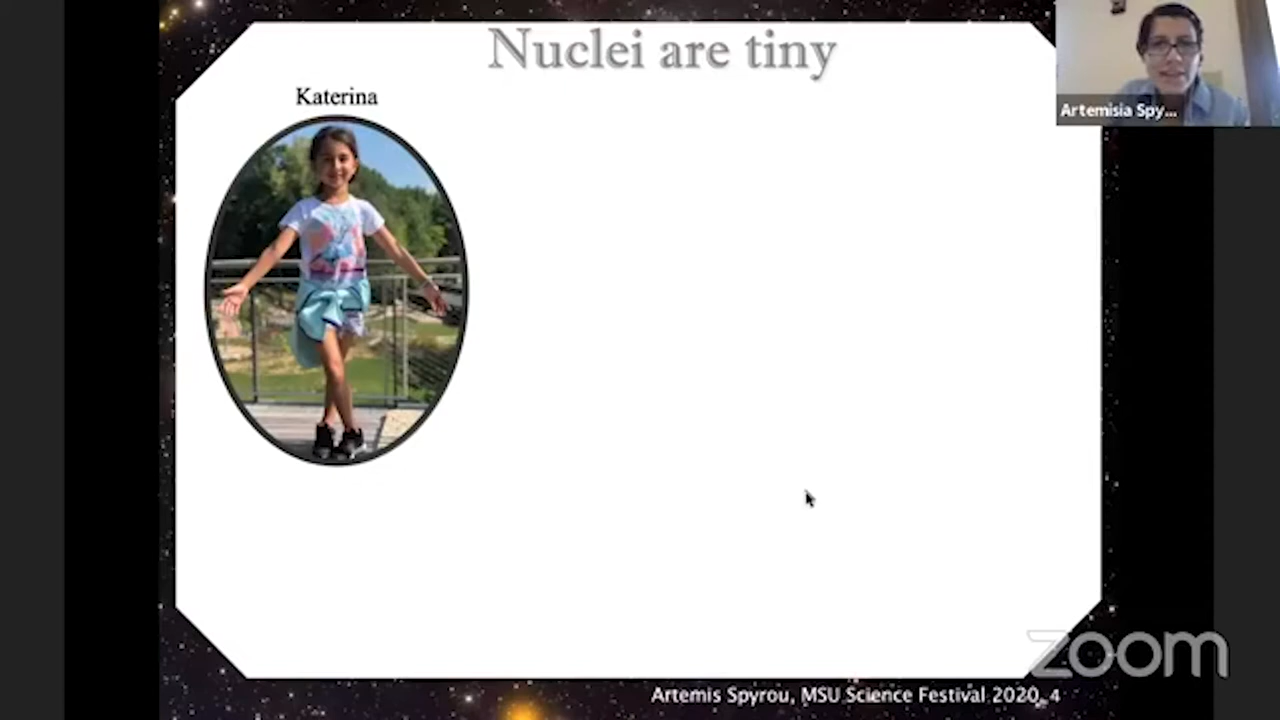 Nuclei are tiny
Katerina
Artemisia Spy...
zoom
Artemis Spyrou, MSU Science Festival 2020, 4